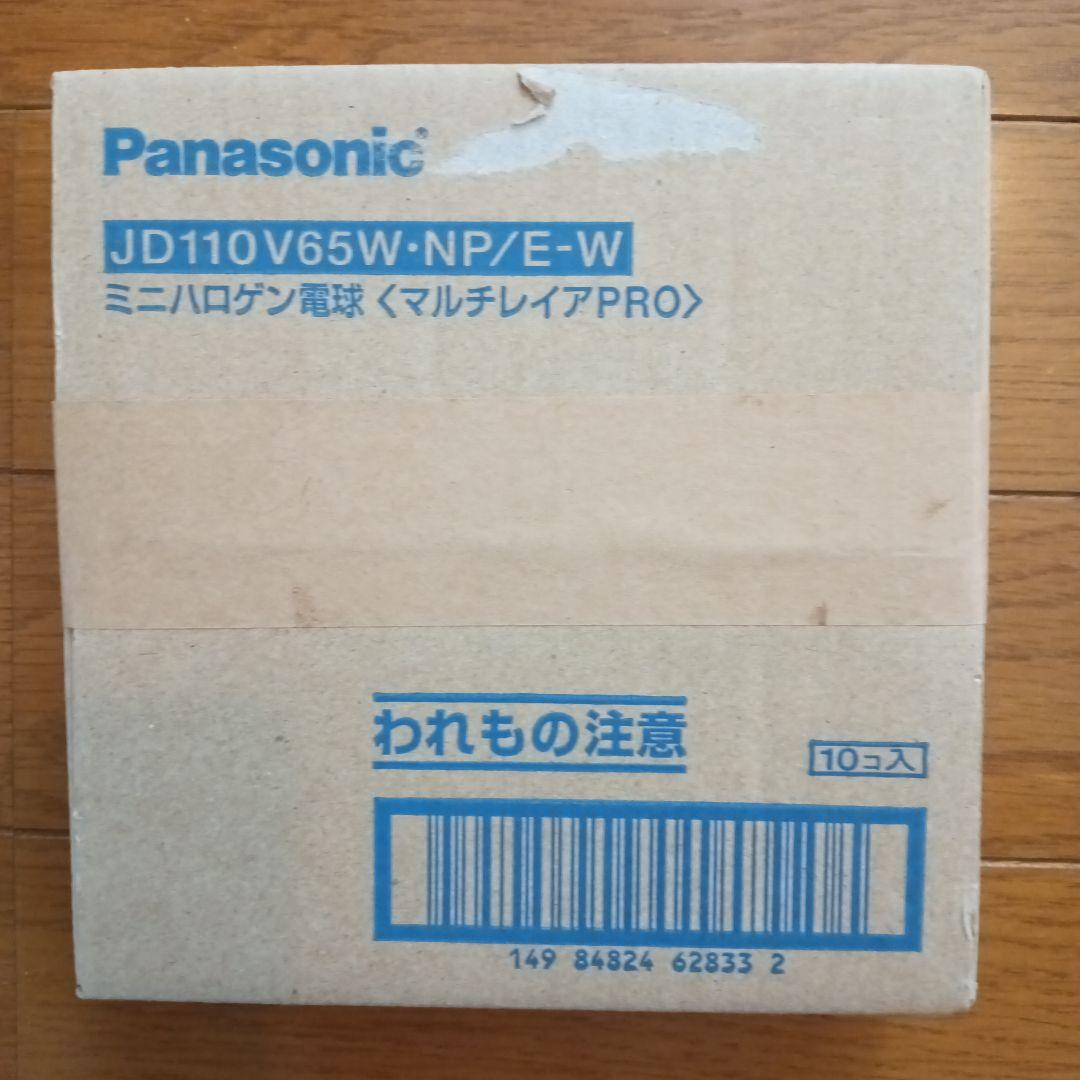 Panasonic®
JD110V65W·NP/E-W
ミニハロゲン電球〈マルチレイアPRO〉
われもの注意
10コ入
149 84824 62833 2